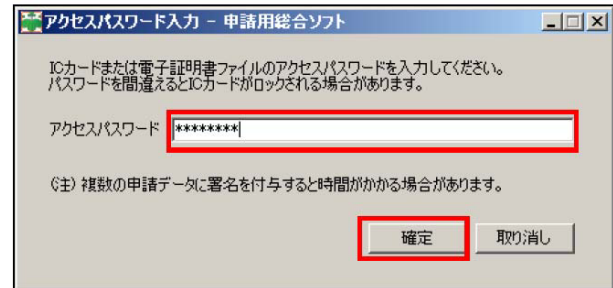 アクセスパスワード入力 - 申請用総合ソフト
ICカードまたは電子証明書ファイルのアクセスパスワードを入力してください。
パスワードを間違えるとICカードがロックされる場合があります。
アクセスパスワード ********
(注) 複数の申請データに署名を付与すると時間がかかる場合があります。
確定 取り消し